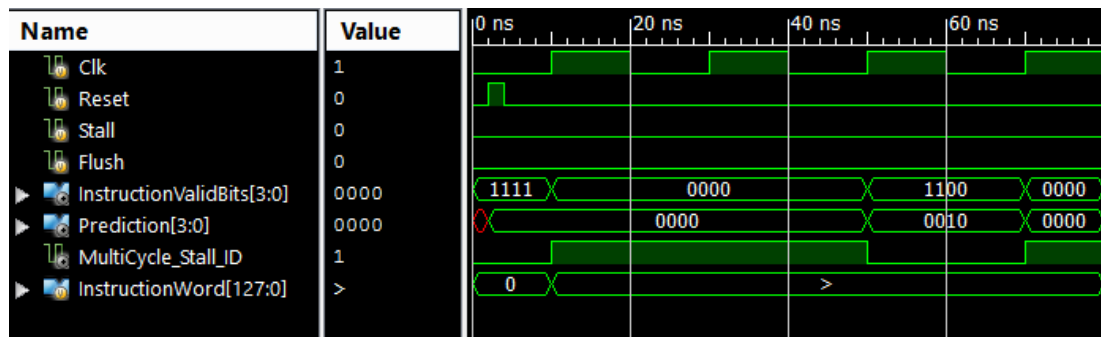 Name Value 0 ns 20 ns 40 ns 60 ns
Clk 1
Reset 0
Stall 0
Flush 0
InstructionValidBits[3:0] 0000 1111 0000 1100 0000
Prediction[3:0] 0000 0000 0010 0000
MultiCycle_Stall_ID 1
InstructionWord[127:0] > 0 >